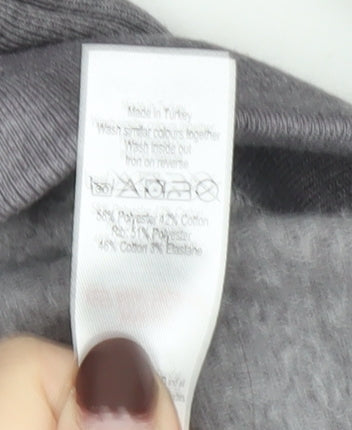 Made in Turkey
Wash similar colours together
Wash inside out
Iron on reverse
58% Polyester 42% Cotton
Rib: 51% Polyester
46% Cotton 3% Elastane